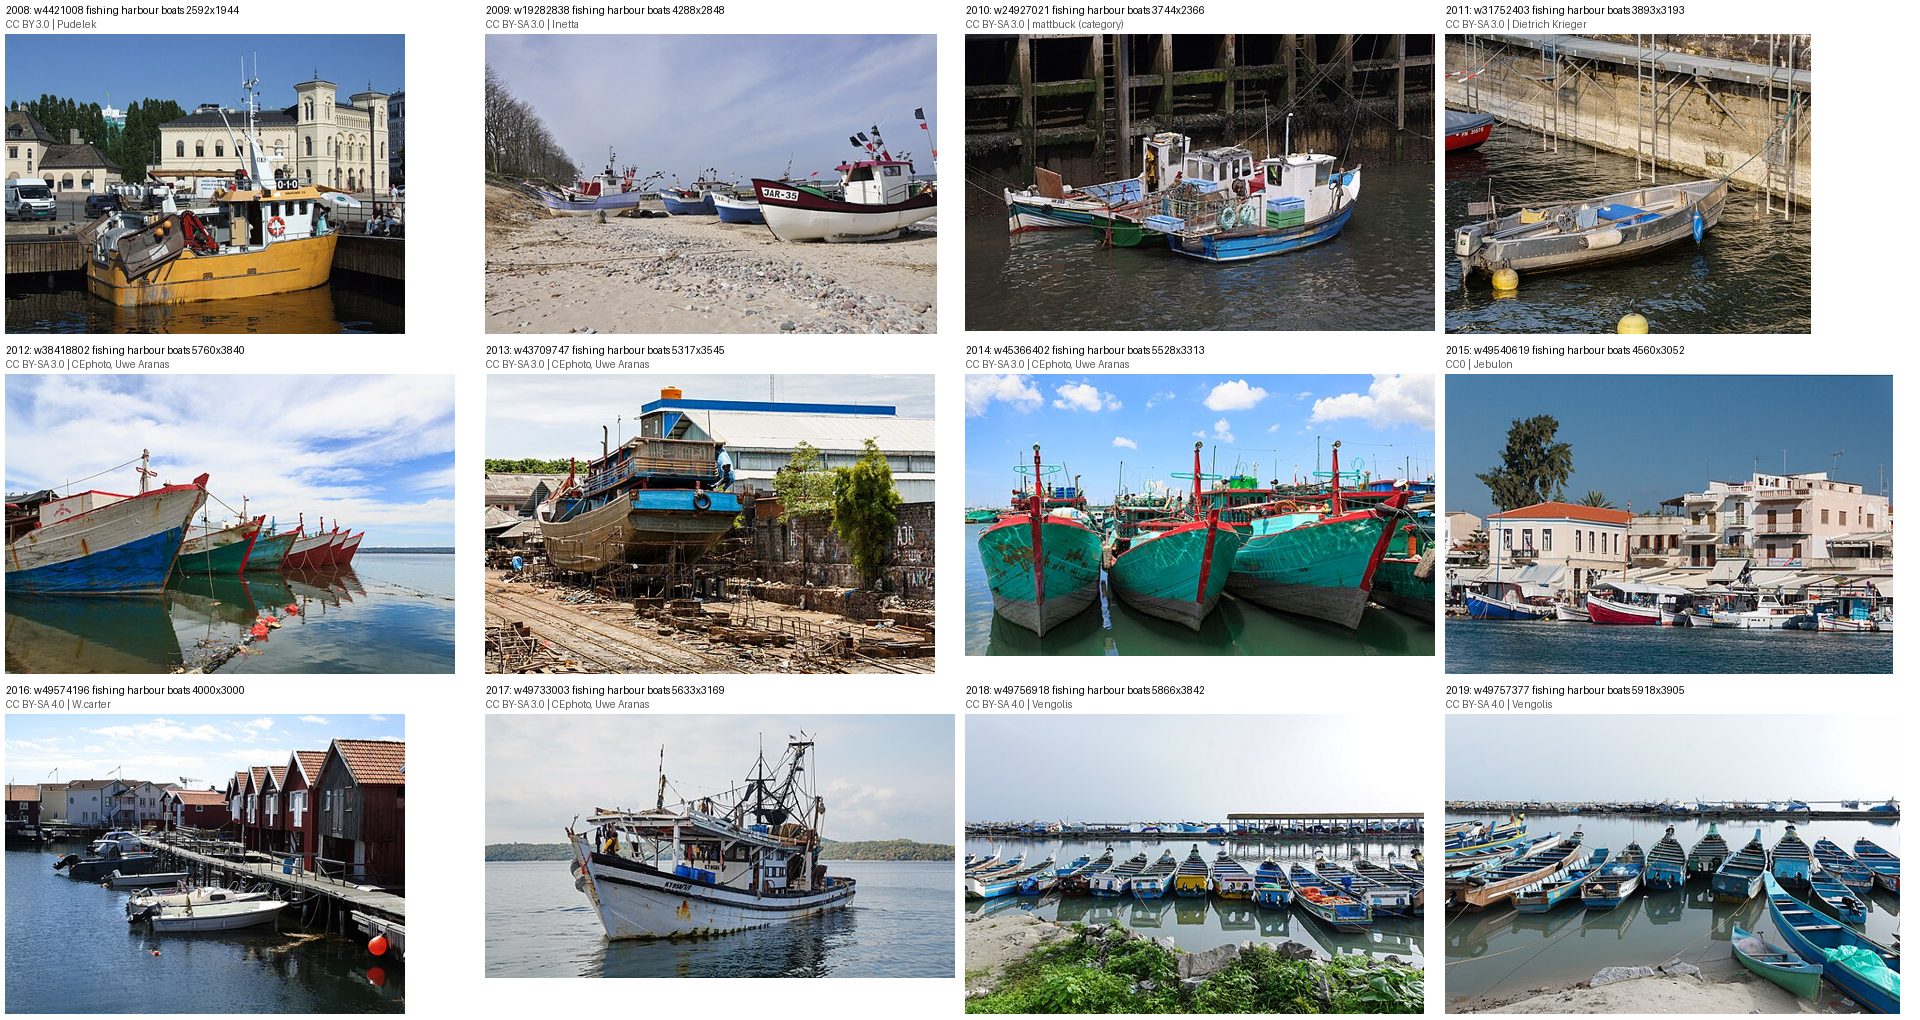 2008: w4421008 fishing harbour boats 2592x1944
CC BY 3.0 | Pudelek
2009: w19282838 fishing harbour boats 4288x2848
CC BY-SA 3.0 | Inetta
2010: w24927021 fishing harbour boats 3744x2366
CC BY-SA 3.0 | mattbuck (category)
2011: w31752403 fishing harbour boats 3893x3193
CC BY-SA 3.0 | Dietrich Krieger
O-1-O
JAR-35
2012: w38418802 fishing harbour boats 5760x3840
CC BY-SA 3.0 | CEphoto, Uwe Aranas
2013: w43709747 fishing harbour boats 5317x3545
CC BY-SA 3.0 | CEphoto, Uwe Aranas
2014: w45366402 fishing harbour boats 5528x3313
CC BY-SA 3.0 | CEphoto, Uwe Aranas
2015: w49540619 fishing harbour boats 4560x3052
CC0 | Jebulon
2016: w49574196 fishing harbour boats 4000x3000
CC BY-SA 4.0 | W.carter
2017: w49733003 fishing harbour boats 5633x3169
CC BY-SA 3.0 | CEphoto, Uwe Aranas
2018: w49756918 fishing harbour boats 5866x3842
CC BY-SA 4.0 | Vengolis
2019: w49757377 fishing harbour boats 5918x3905
CC BY-SA 4.0 | Vengolis